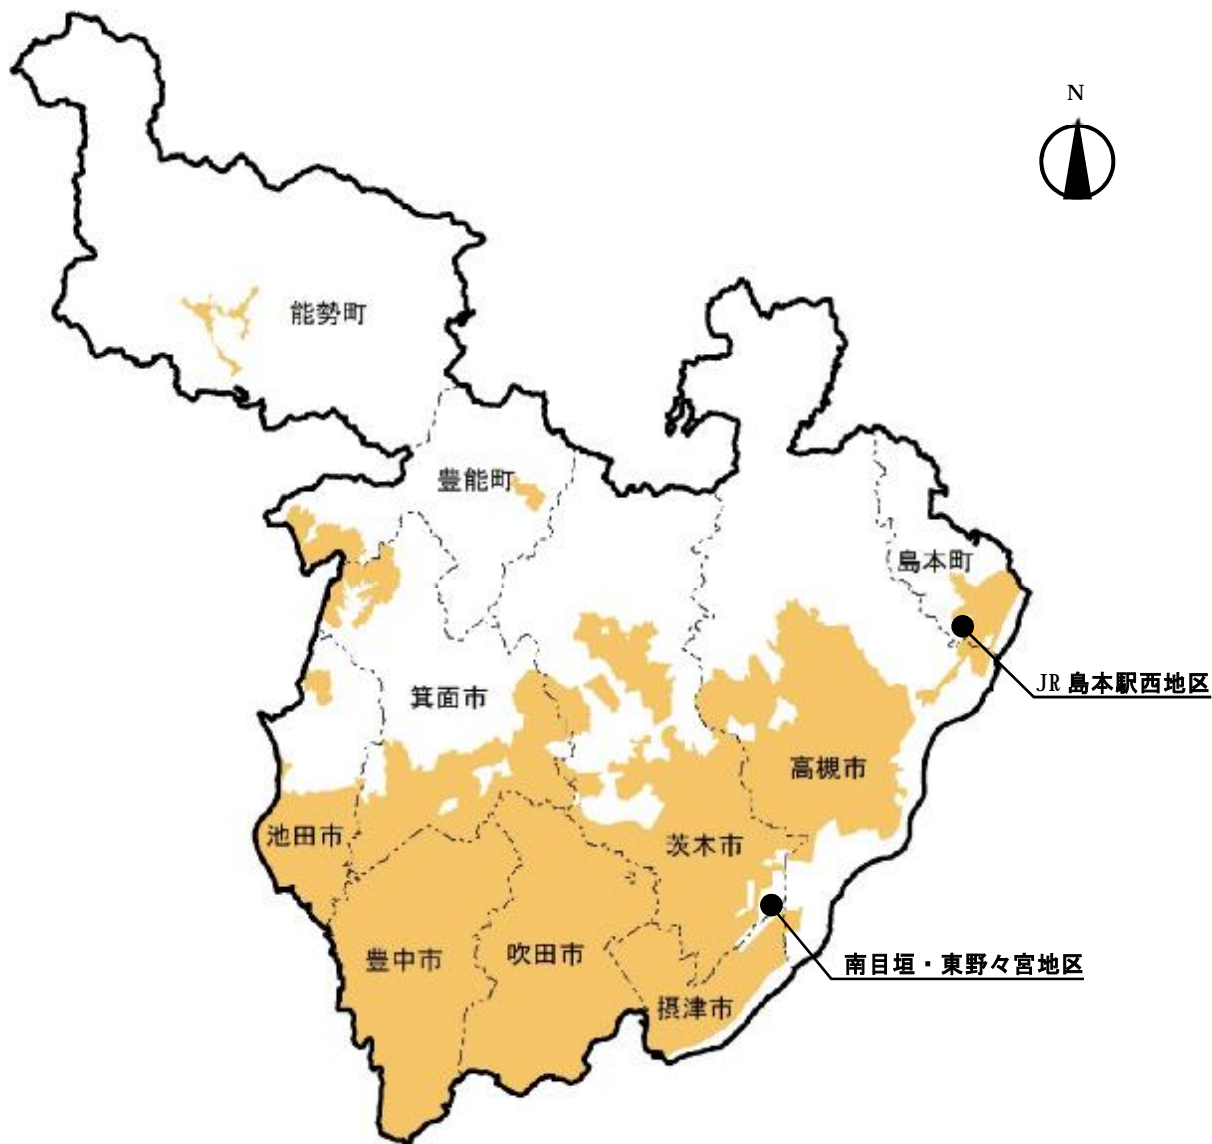 N
能勢町
豊能町
島本町
JR 島本駅西地区
箕面市
高槻市
池田市
茨木市
豊中市
吹田市
南目垣・東野々宮地区
摂津市